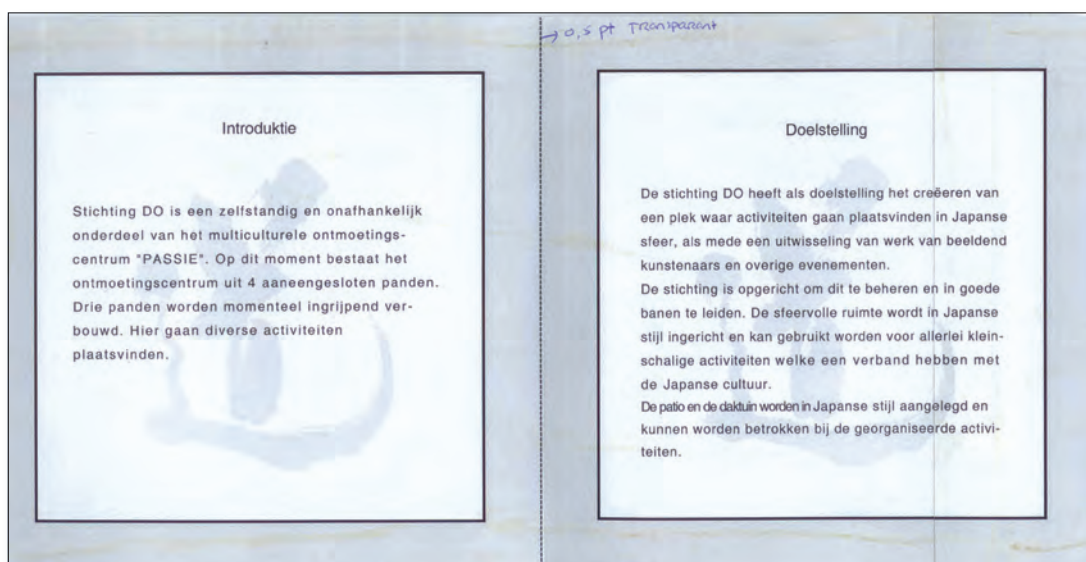 → 0,5 pt Transparant
Introduktie
Stichting DO is een zelfstandig en onafhankelijk
onderdeel van het multiculturele ontmoetings-
centrum "PASSIE". Op dit moment bestaat het
ontmoetingscentrum uit 4 aaneengesloten panden.
Drie panden worden momenteel ingrijpend ver-
bouwd. Hier gaan diverse activiteiten
plaatsvinden.
Doelstelling
De stichting DO heeft als doelstelling het creëeren van
een plek waar activiteiten gaan plaatsvinden in Japanse
sfeer, als mede een uitwisseling van werk van beeldend
kunstenaars en overige evenementen.
De stichting is opgericht om dit te beheren en in goede
banen te leiden. De sfeervolle ruimte wordt in Japanse
stijl ingericht en kan gebruikt worden voor allerlei klein-
schalige activiteiten welke een verband hebben met
de Japanse cultuur.
De patio en de daktuin worden in Japanse stijl aangelegd en
kunnen worden betrokken bij de georganiseerde activi-
teiten.